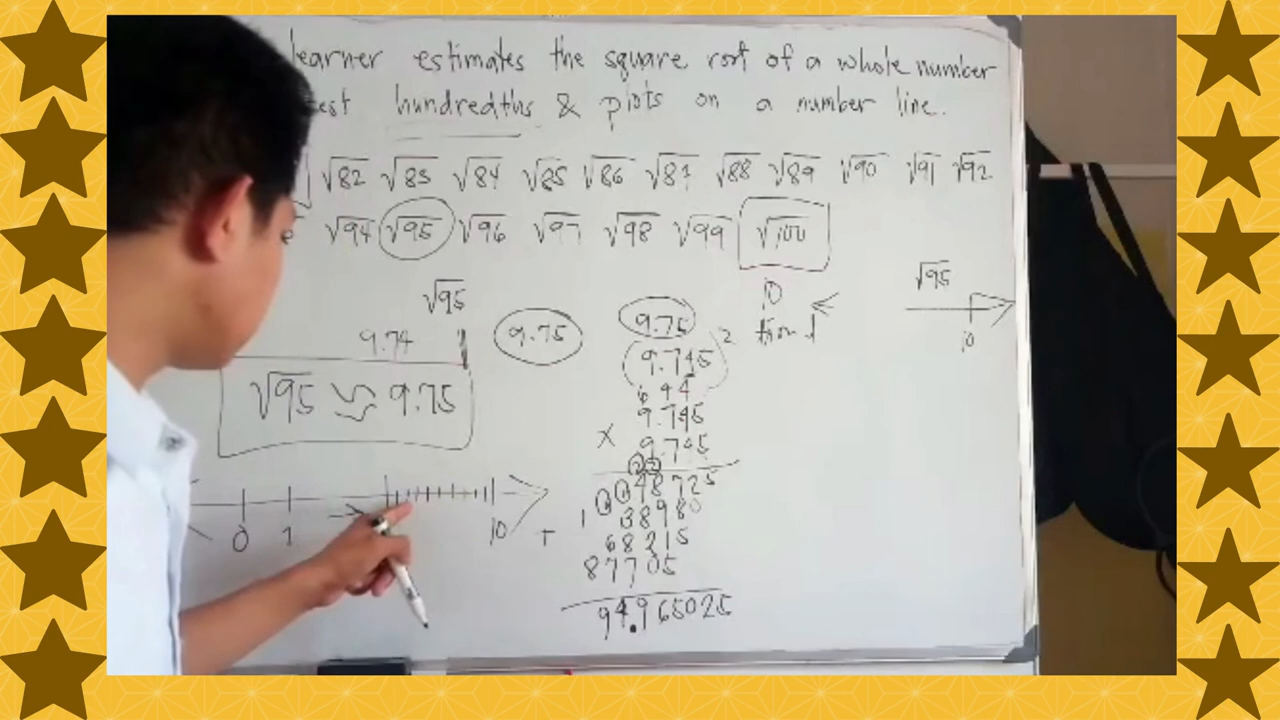 learner estimates the square root of a whole number
est hundredths & plots on a number line.
√82 √83 √84 √85 √86 √87 √88 √89 √90 √91 √92
√94 √95 √96 √97 √98 √99 √100
√95 10 <
√95
10
9.74 9.75 9.75
9.745 2
√95 ≈ 9.75
9.745
x 9.745
48725
38980
+ 68215
87705
94.965025
0 1 10